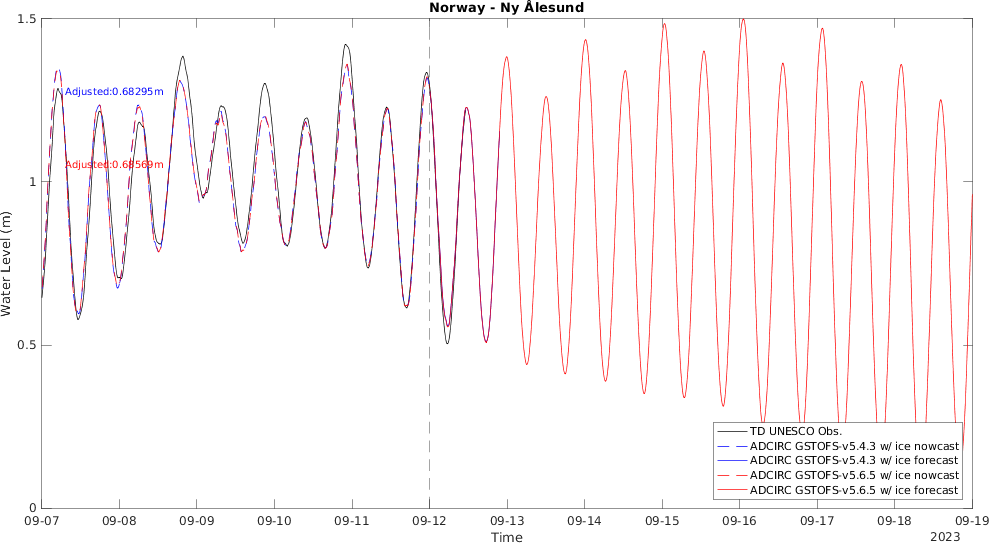 Norway - Ny Ålesund
1.5
Adjusted:0.68295m
Adjusted:0.68569m
1
Water Level (m)
0.5
TD UNESCO Obs.
ADCIRC GSTOFS-v5.4.3 w/ ice nowcast
ADCIRC GSTOFS-v5.4.3 w/ ice forecast
ADCIRC GSTOFS-v5.6.5 w/ ice nowcast
ADCIRC GSTOFS-v5.6.5 w/ ice forecast
0
09-07 09-08 09-09 09-10 09-11 09-12 09-13 09-14 09-15 09-16 09-17 09-18 09-19
Time
2023